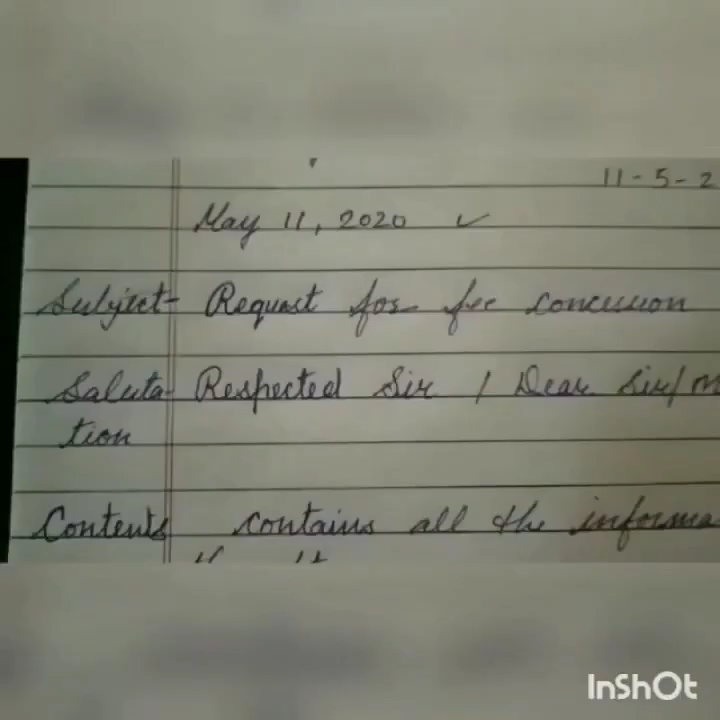 11-5-2
May 11, 2020 ✓
Subject- Request for fee concession
Saluta- Respected Sir / Dear Sir/m
tion
Contents contains all the informa
InShOt